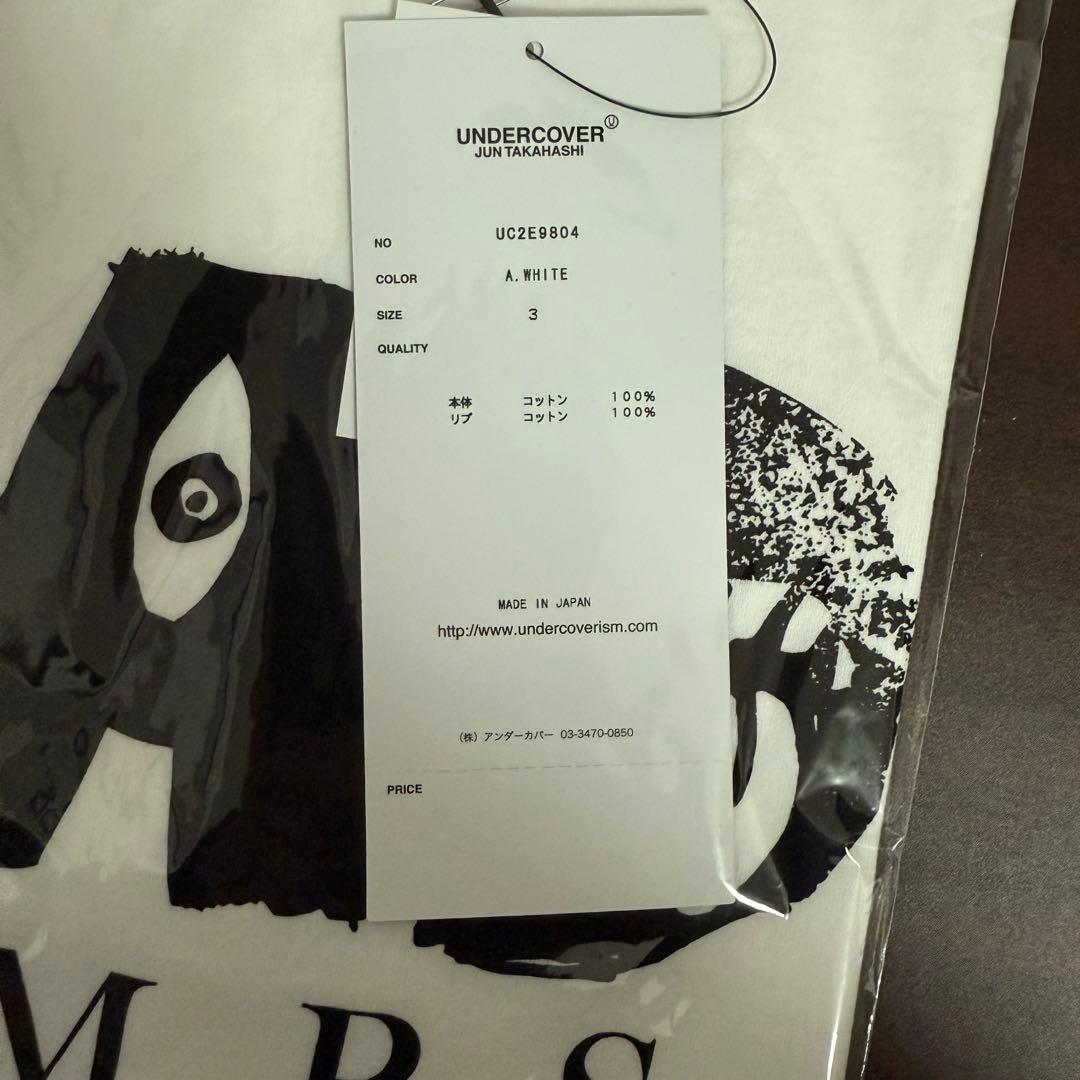 UNDERCOVER Ⓤ
JUN TAKAHASHI
NO UC2E9804
COLOR A.WHITE
SIZE 3
QUALITY
本体 コットン 100%
リブ コットン 100%
MADE IN JAPAN
http://www.undercoverism.com
(株) アンダーカバー 03-3470-0850
PRICE